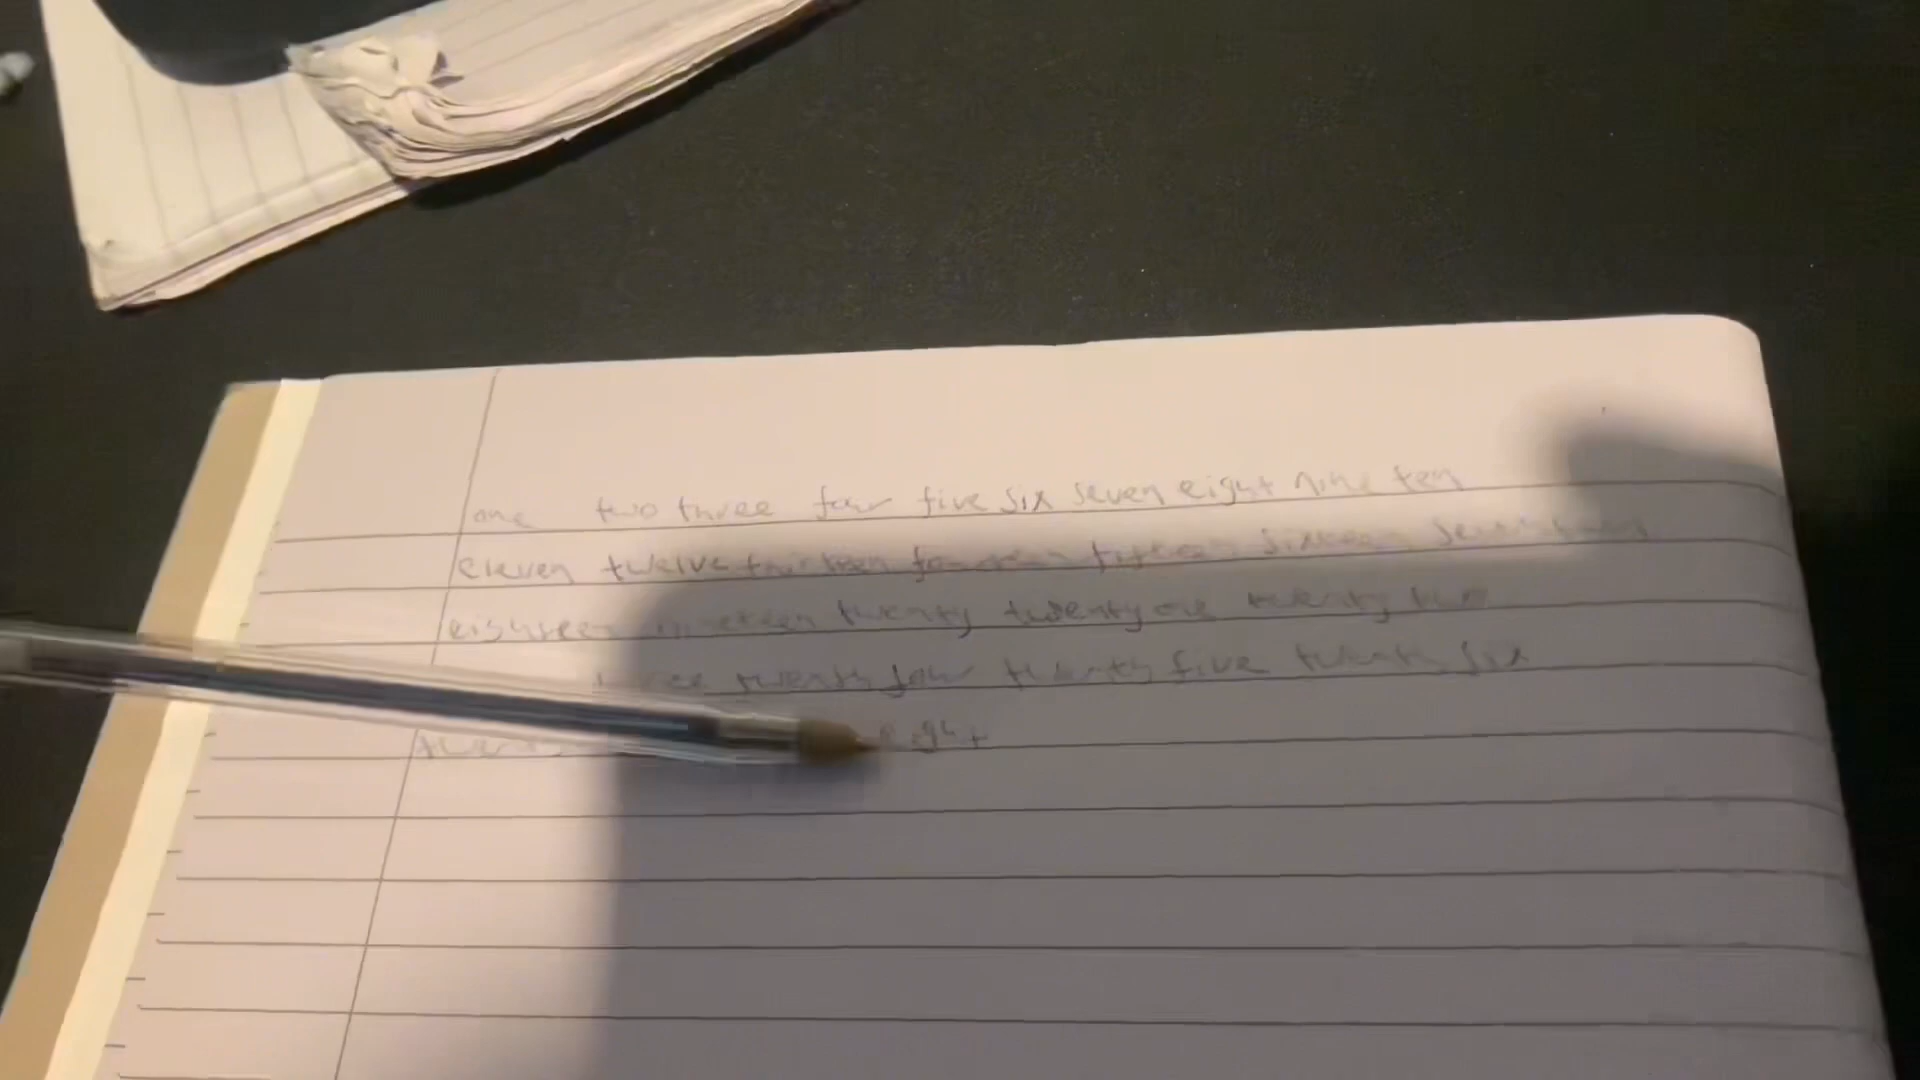 one two three four five six seven eight nine ten
eleven twelve thirteen fourteen fifteen sixteen seventeen
eighteen nineteen twenty twenty one twenty two
twenty four twenty five twenty six
eight